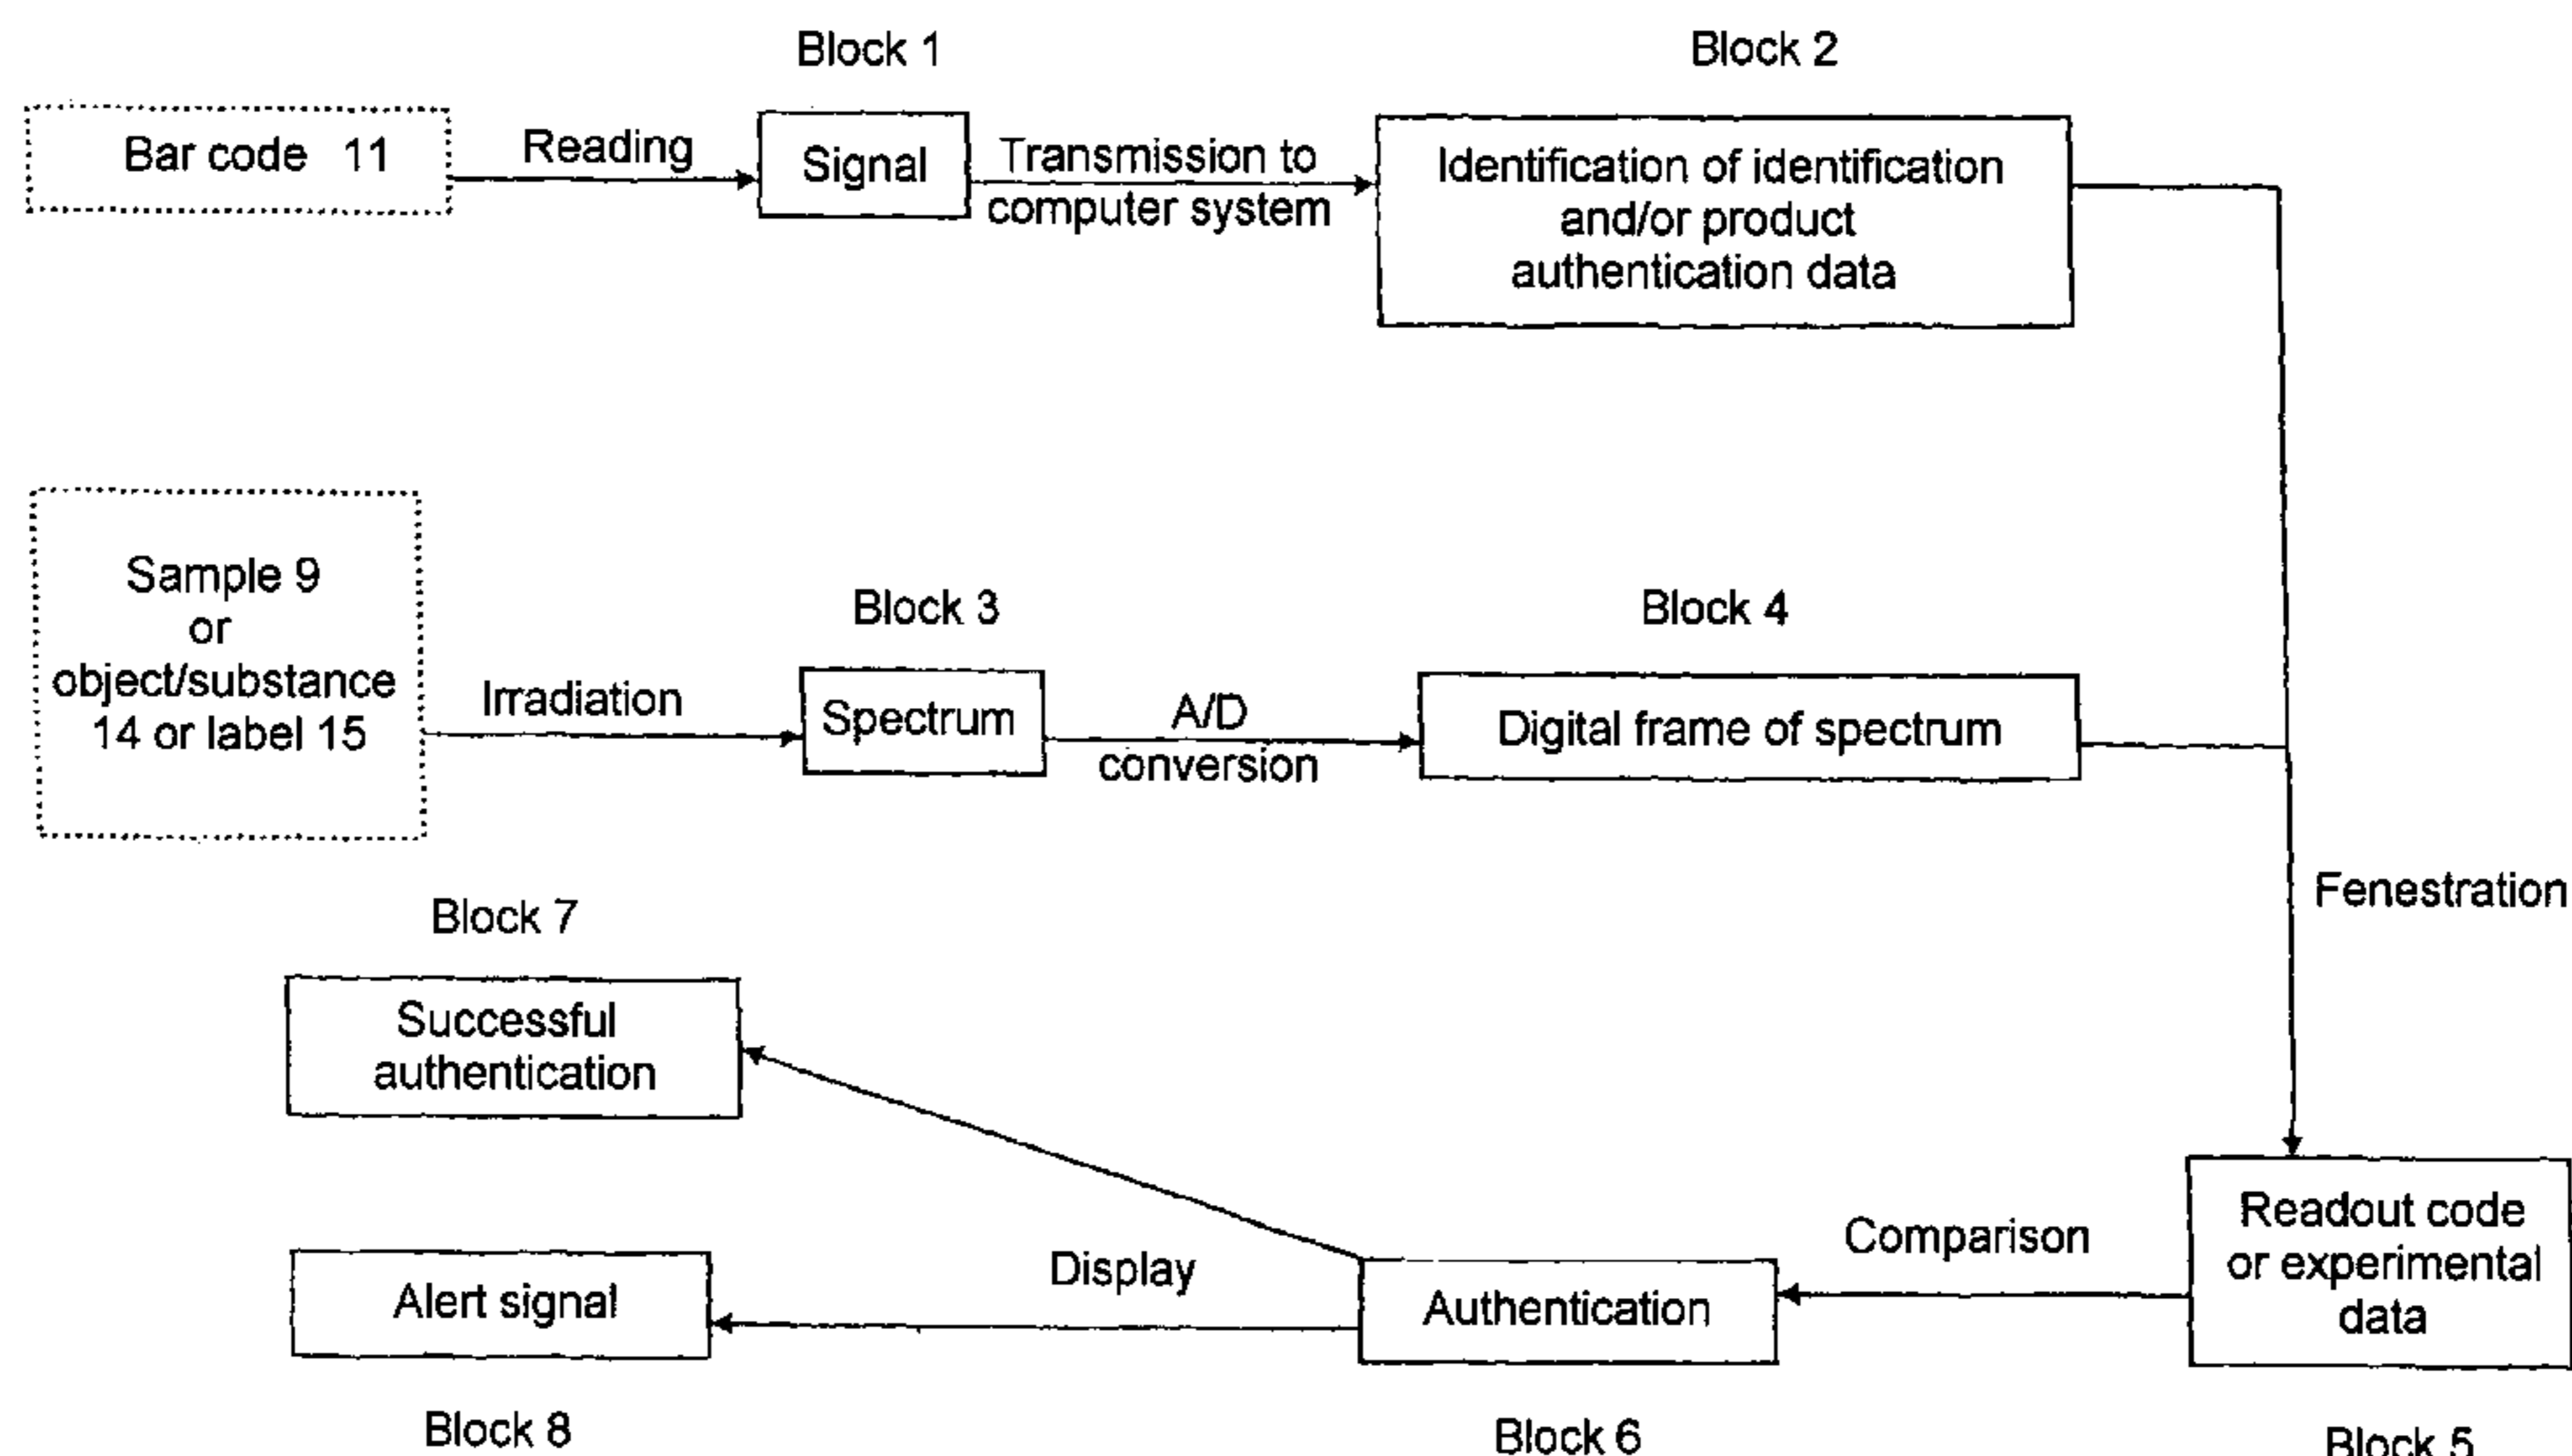 Block 1
Block 2
Bar code 11
Reading
Signal
Transmission to
computer system
Identification of identification
and/or product
authentication data
Sample 9
or
object/substance
14 or label 15
Irradiation
Block 3
Spectrum
A/D
conversion
Block 4
Digital frame of spectrum
Fenestration
Block 7
Successful
authentication
Readout code
or experimental
data
Comparison
Authentication
Display
Alert signal
Block 8
Block 6
Block 5